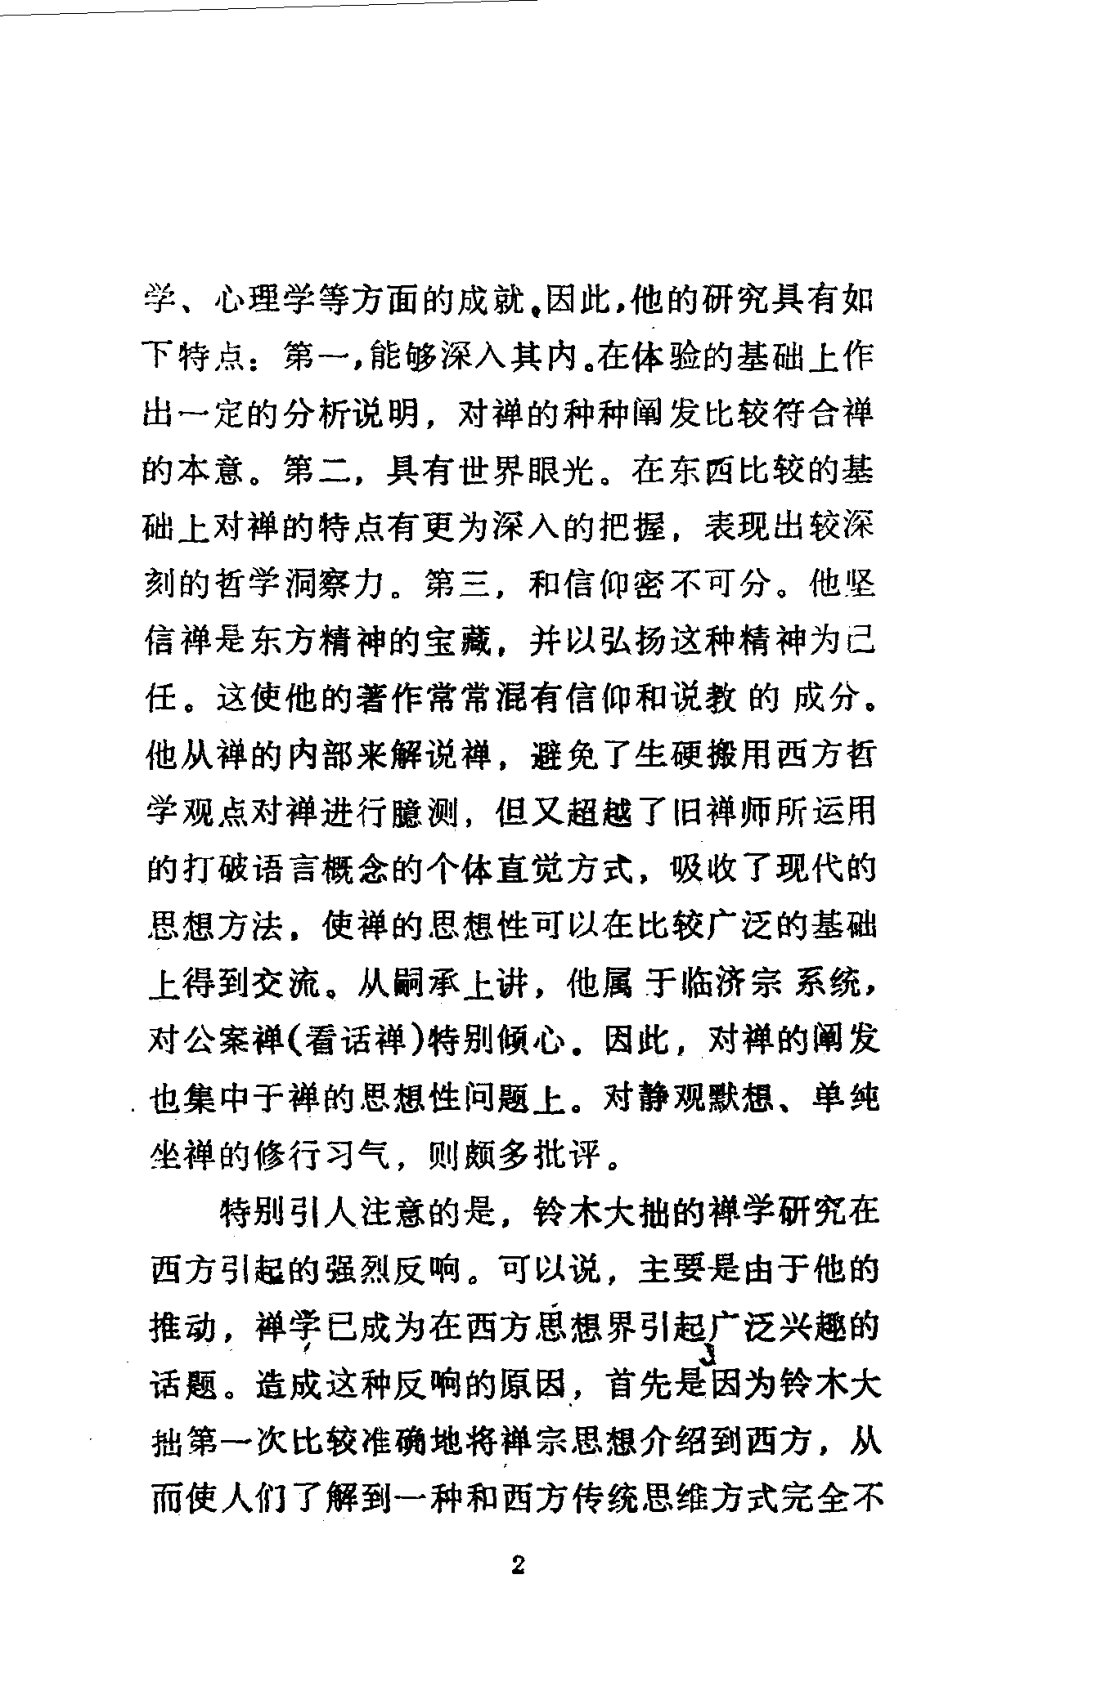 学、心理学等方面的成就。因此，他的研究具有如
下特点：第一，能够深入其内。在体验的基础上作
出一定的分析说明，对禅的种种阐发比较符合禅
的本意。第二，具有世界眼光。在东西比较的基
础上对禅的特点有更为深入的把握，表现出较深
刻的哲学洞察力。第三，和信仰密不可分。他坚
信禅是东方精神的宝藏，并以弘扬这种精神为己
任。这使他的著作常常混有信仰和说教的成分。
他从禅的内部来解说禅，避免了生硬搬用西方哲
学观点对禅进行臆测，但又超越了旧禅师所运用
的打破语言概念的个体直觉方式，吸收了现代的
思想方法，使禅的思想性可以在比较广泛的基础
上得到交流。从嗣承上讲，他属于临济宗系统，
对公案禅(看话禅)特别倾心。因此，对禅的阐发
也集中于禅的思想性问题上。对静观默想、单纯
坐禅的修行习气，则颇多批评。
特别引人注意的是，铃木大拙的禅学研究在
西方引起的强烈反响。可以说，主要是由于他的
推动，禅学已成为在西方思想界引起广泛兴趣的
话题。造成这种反响的原因，首先是因为铃木大
拙第一次比较准确地将禅宗思想介绍到西方，从
而使人们了解到一种和西方传统思维方式完全不
2